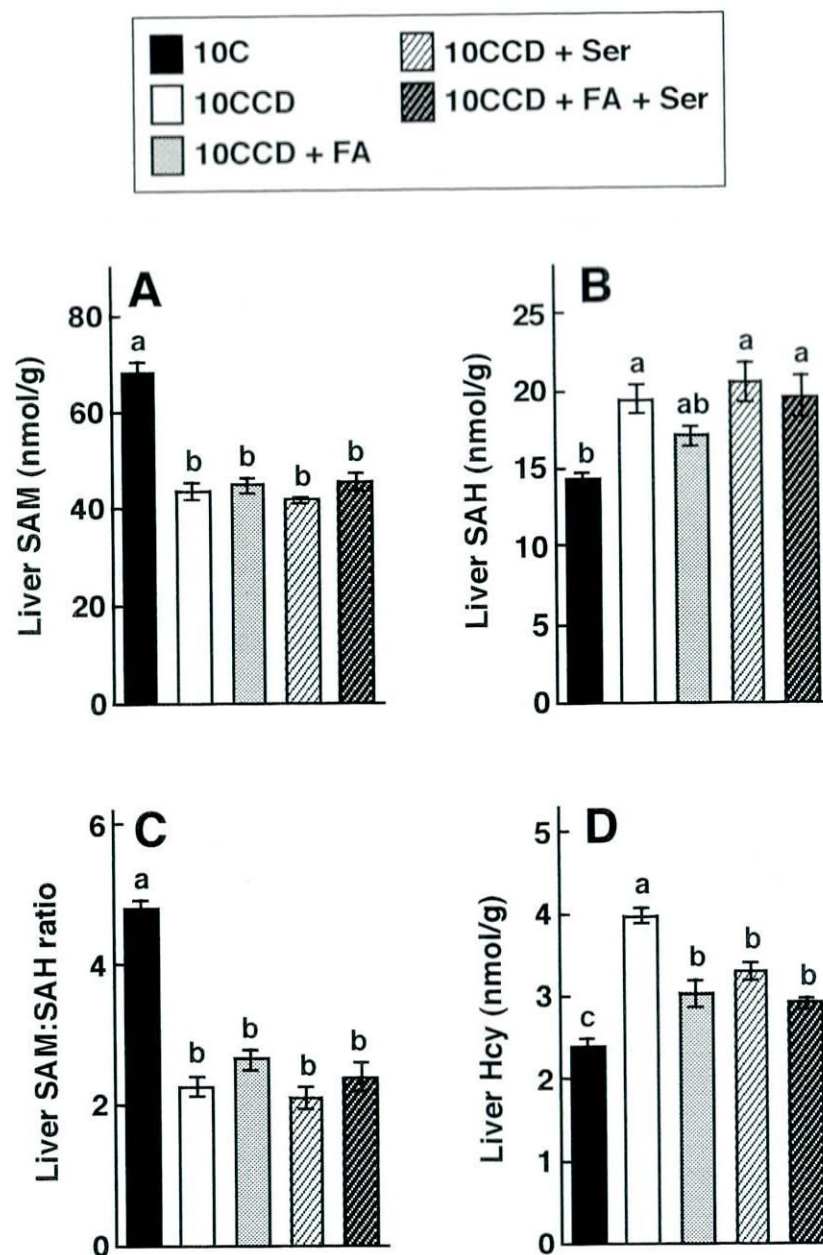 10C
10CCD
10CCD + FA
10CCD + Ser
10CCD + FA + Ser
A
Liver SAM (nmol/g)
80
60
40
20
0
a
b
b
b
b
B
Liver SAH (nmol/g)
25
20
15
10
5
0
b
a
ab
a
a
C
Liver SAM:SAH ratio
6
4
2
0
a
b
b
b
b
D
Liver Hcy (nmol/g)
5
4
3
2
1
0
c
a
b
b
b